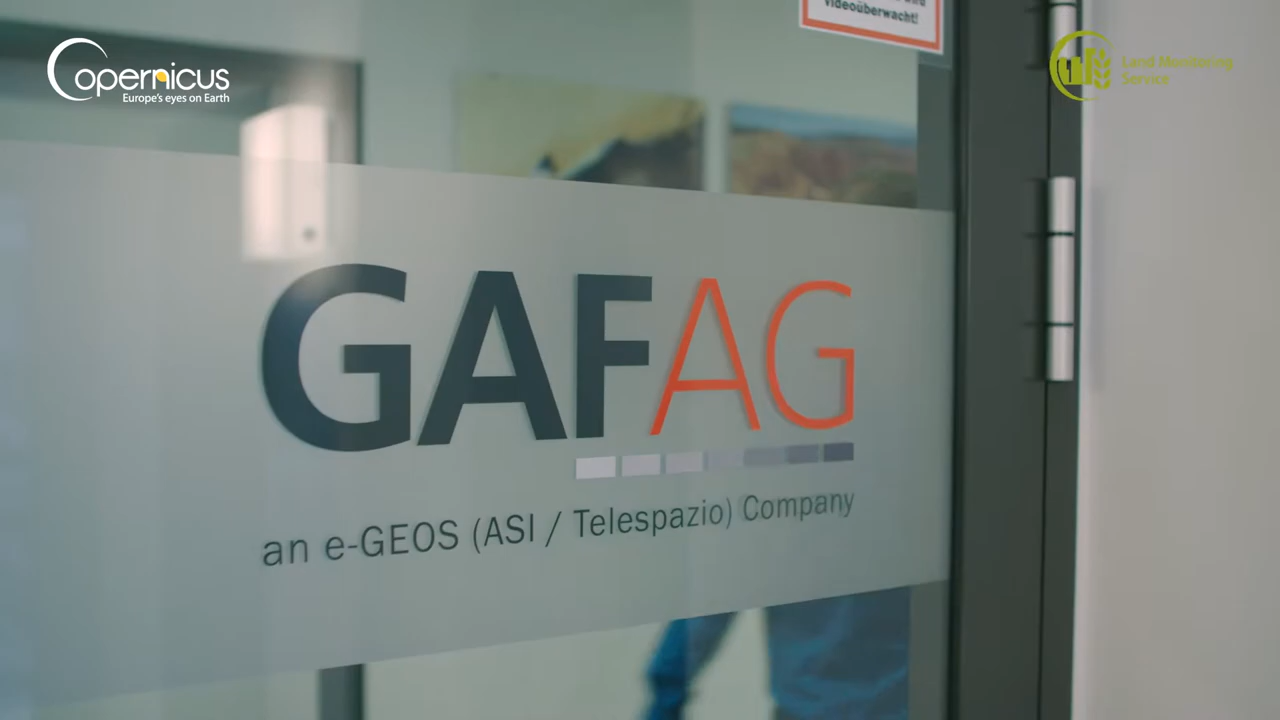 videoüberwacht!
Copernicus
Europe's eyes on Earth
Land Monitoring
Service
GAFAG
an e-GEOS (ASI / Telespazio) Company